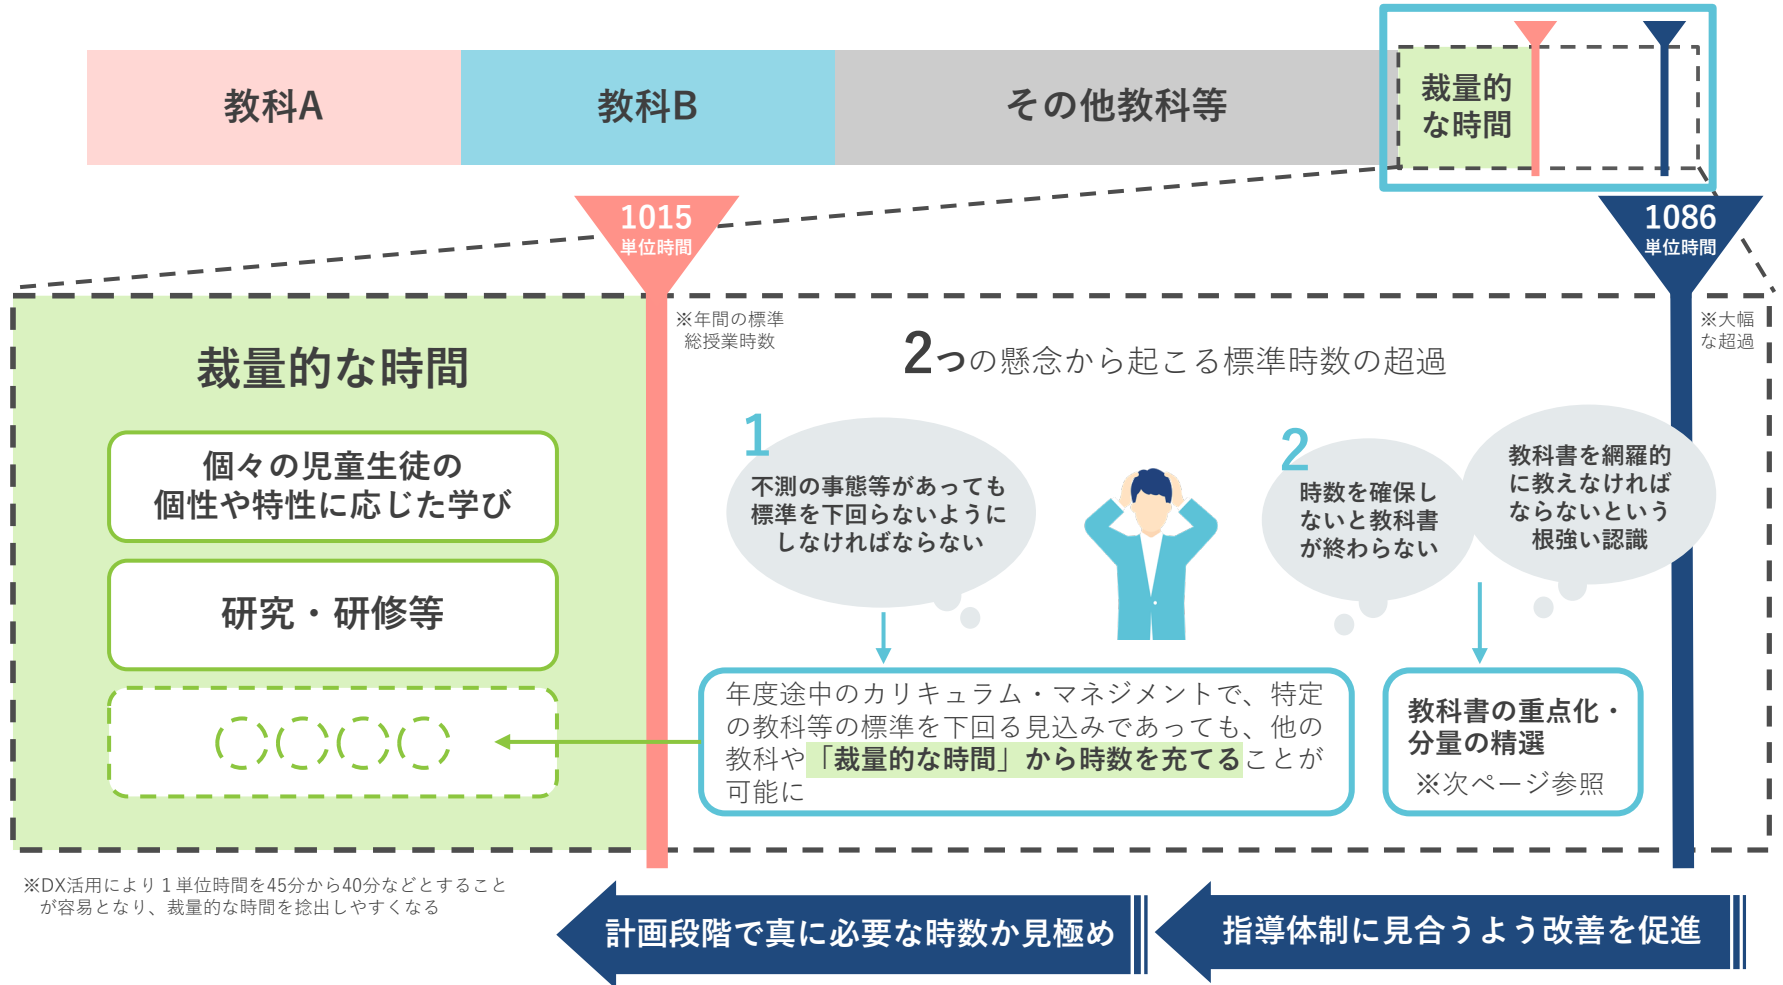 教科A
教科B
その他教科等
裁量的
な時間
1015
単位時間
1086
単位時間
※年間の標準
総授業時数
※大幅
な超過
裁量的な時間
2つの懸念から起こる標準時数の超過
個々の児童生徒の
個性や特性に応じた学び
研究・研修等
1
不測の事態等があっても
標準を下回らないように
しなければならない
2
時数を確保し
ないと教科書
が終わらない
教科書を網羅的
に教えなければ
ならないという
根強い認識
年度途中のカリキュラム・マネジメントで、特定
の教科等の標準を下回る見込みであっても、他の
教科や「裁量的な時間」から時数を充てることが
可能に
教科書の重点化・
分量の精選
※次ページ参照
※DX活用により１単位時間を45分から40分などとすること
が容易となり、裁量的な時間を捻出しやすくなる
計画段階で真に必要な時数か見極め
指導体制に見合うよう改善を促進